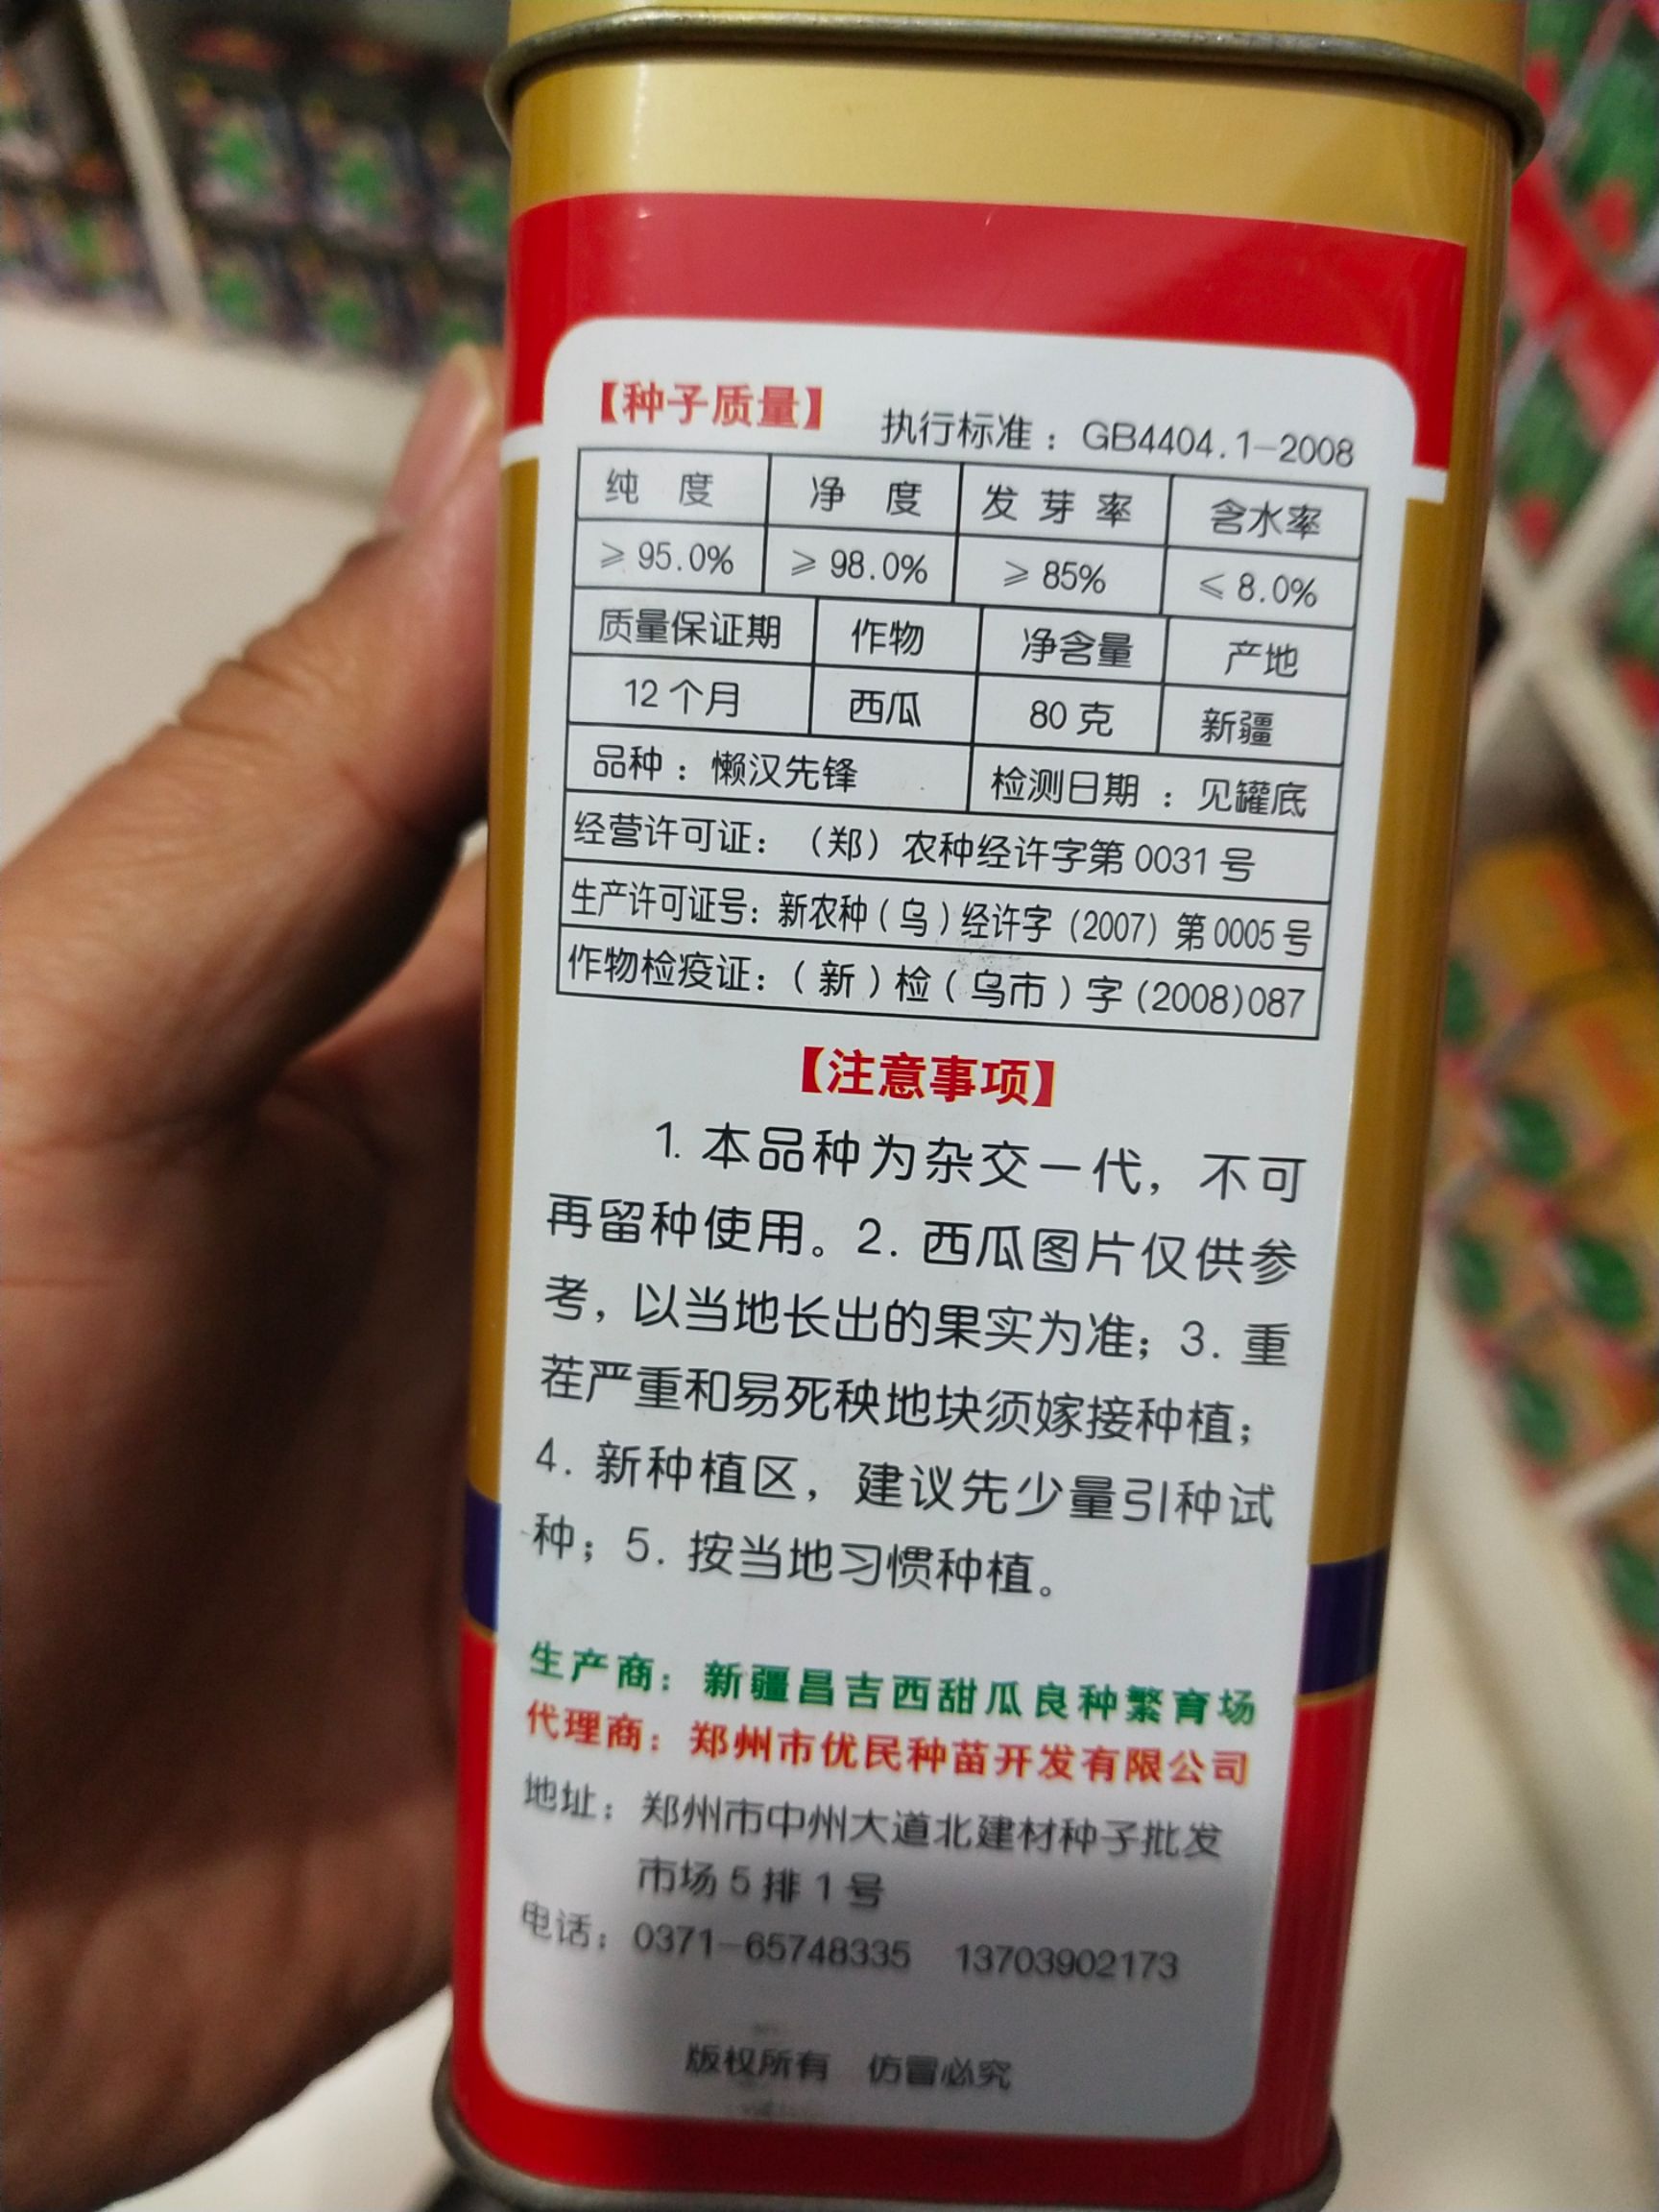 【种子质量】 执行标准：GB4404.1-2008
纯 度 净 度 发 芽 率 含水率
≥95.0% ≥98.0% ≥85% ≤8.0%
质量保证期 作物 净含量 产地
12个月 西瓜 80克 新疆
品种：懒汉先锋 检测日期：见罐底
经营许可证：（郑）农种经许字第0031号
生产许可证号：新农种（乌）经许字（2007）第0005号
作物检疫证：（新）检（乌市）字(2008)087
【注意事项】
1. 本品种为杂交一代，不可
再留种使用。2. 西瓜图片仅供参
考，以当地长出的果实为准；3. 重
茬严重和易死秧地块须嫁接种植；
4. 新种植区，建议先少量引种试
种；5. 按当地习惯种植。
生产商：新疆昌吉西甜瓜良种繁育场
代理商：郑州市优民种苗开发有限公司
地址：郑州市中州大道北建材种子批发
市场5排1号
电话：0371-65748335 13703902173
版权所有 仿冒必究